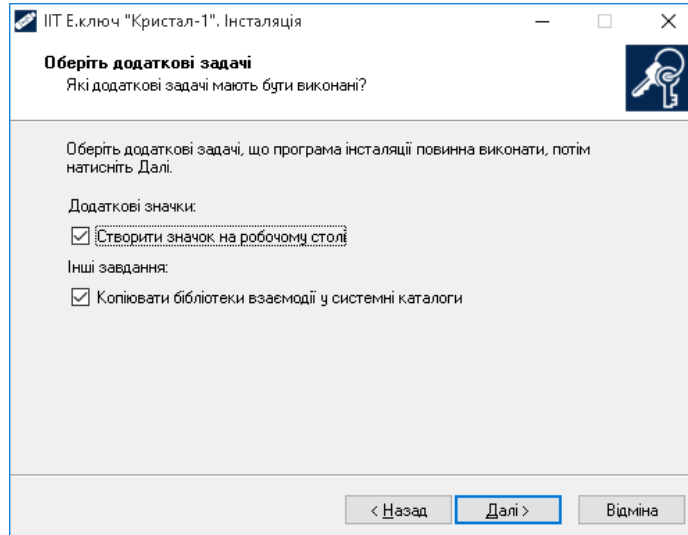 ІІТ Е.ключ "Кристал-1". Інсталяція
Оберіть додаткові задачі
Які додаткові задачі мають бути виконані?
Оберіть додаткові задачі, що програма інсталяції повинна виконати, потім
натисніть Далі.
Додаткові значки:
Створити значок на робочому столі
Інші завдання:
Копіювати бібліотеки взаємодії у системні каталоги
< Назад
Далі >
Відміна